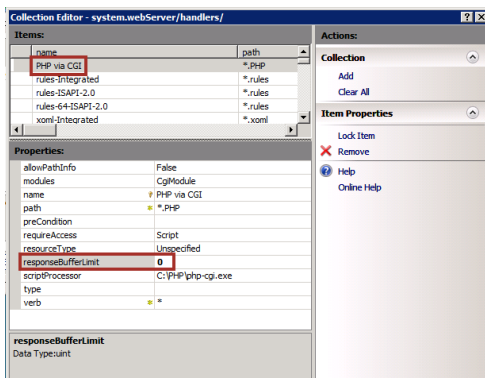 Collection Editor - system.webServer/handlers/
Items:
name path
PHP via CGI *.PHP
rules-Integrated *.rules
rules-ISAPI-2.0 *.rules
rules-64-ISAPI-2.0 *.rules
xoml-Integrated *.xoml
Properties:
allowPathInfo False
modules CgiModule
name PHP via CGI
path *.PHP
preCondition
requireAccess Script
resourceType Unspecified
responseBufferLimit 0
scriptProcessor C:\PHP\php-cgi.exe
type
verb *
responseBufferLimit
Data Type:uint
Actions:
Collection
Add
Clear All
Item Properties
Lock Item
Remove
Help
Online Help